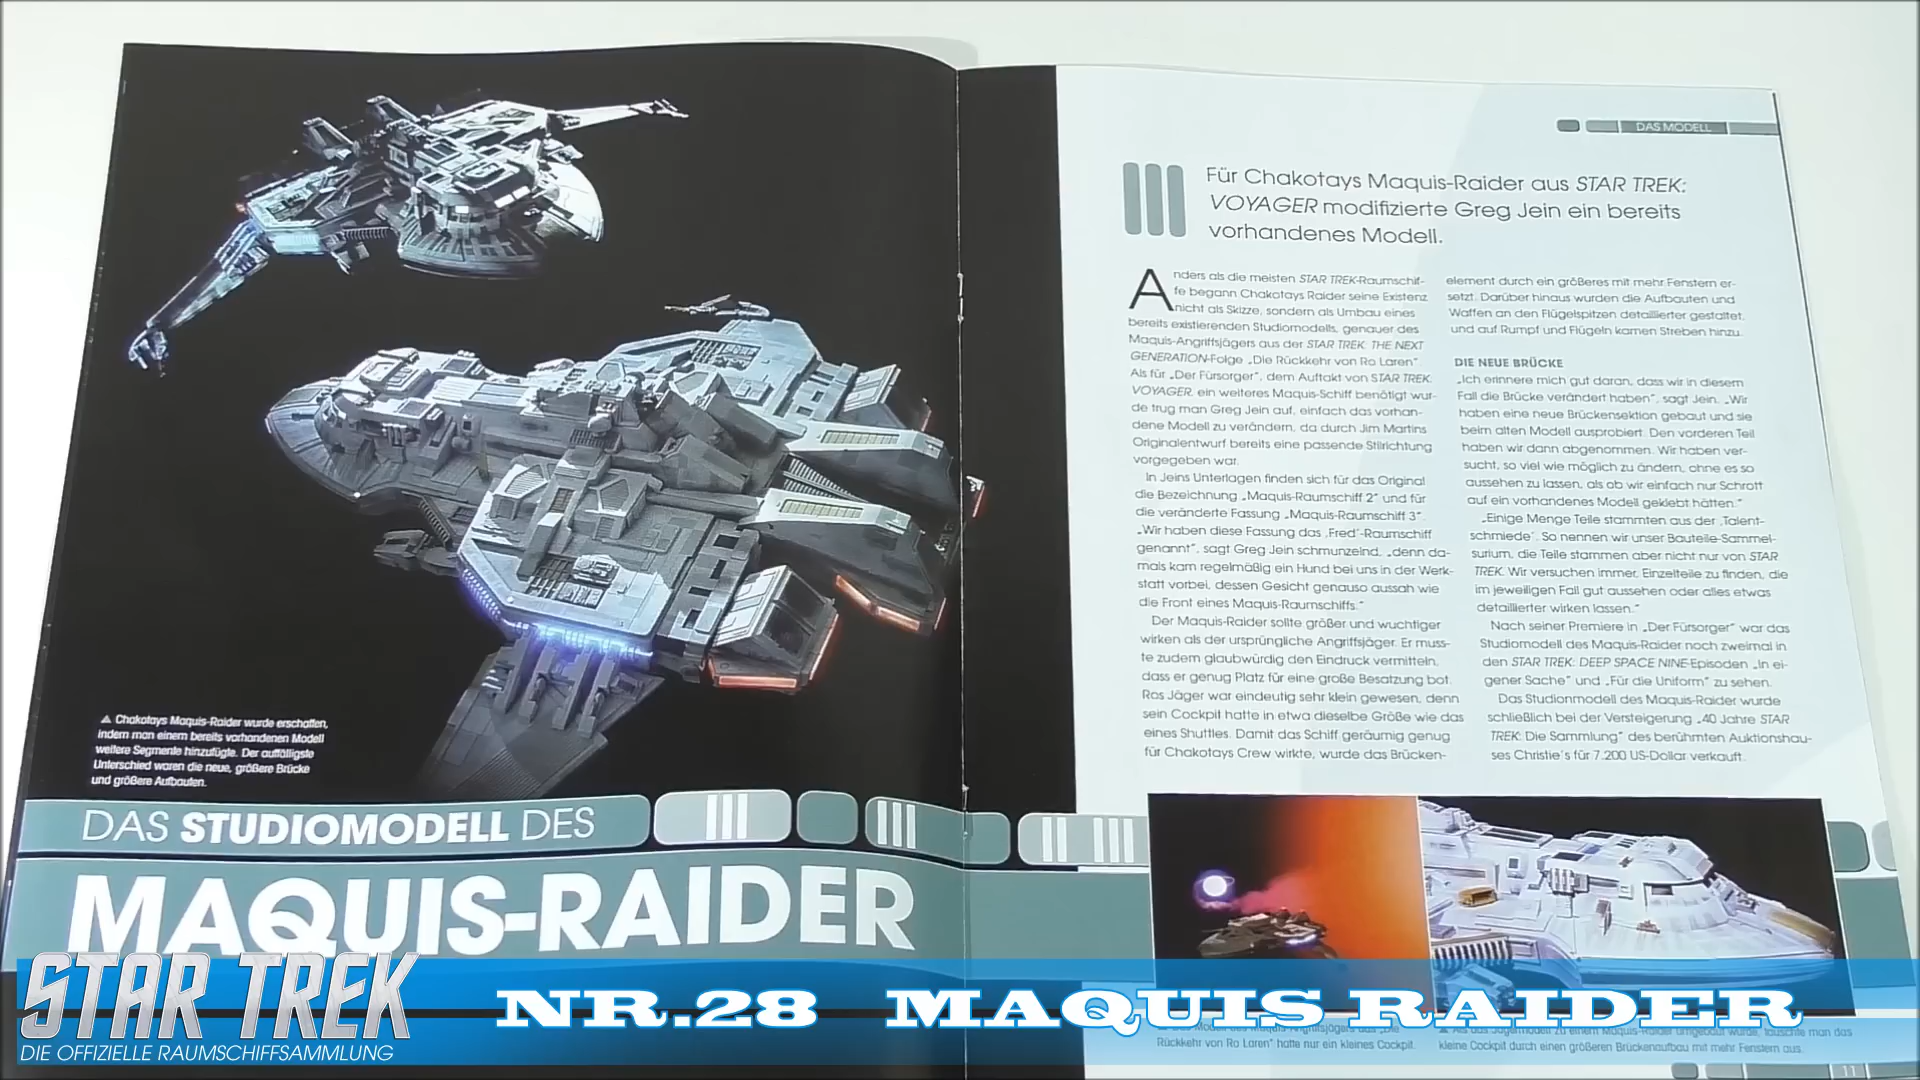 ▲ Chakotays Maquis-Raider wurde erschaffen,
indem man einem bereits vorhandenen Modell
weitere Segmente hinzufügte. Der auffälligste
Unterschied waren die neue, größere Brücke
und größere Aufbauten.
DAS STUDIOMODELL DES
MAQUIS-RAIDER
DAS MODELL
Für Chakotays Maquis-Raider aus STAR TREK:
VOYAGER modifizierte Greg Jein ein bereits
vorhandenes Modell.
Anders als die meisten STAR TREK-Raumschif-
fe begann Chakotays Raider seine Existenz
nicht als Skizze, sondern als Umbau eines
bereits existierenden Studiomodells, genauer des
Maquis-Angriffsjägers aus der STAR TREK: THE NEXT
GENERATION-Folge „Die Rückkehr von Ro Laren“.
Als für „Der Fürsorger“, dem Auftakt von STAR TREK:
VOYAGER, ein weiteres Maquis-Schiff benötigt wur-
de trug man Greg Jein auf, einfach das vorhan-
dene Modell zu verändern, da durch Jim Martins
Originalentwurf bereits eine passende Stilrichtung
vorgegeben war.
In Jeins Unterlagen finden sich für das Original
die Bezeichnung „Maquis-Raumschiff 2“ und für
die veränderte Fassung „Maquis-Raumschiff 3“.
„Wir haben diese Fassung das ‚Fred‘-Raumschiff
genannt“, sagt Greg Jein schmunzelnd, „denn da-
mals kam regelmäßig ein Hund bei uns in der Werk-
statt vorbei, dessen Gesicht genauso aussah wie
die Front eines Maquis-Raumschiffs.“
Der Maquis-Raider sollte größer und wuchtiger
wirken als der ursprüngliche Angriffsjäger. Er muss-
te zudem glaubwürdig den Eindruck vermitteln,
dass er genug Platz für eine große Besatzung bot.
Ros Jäger war eindeutig sehr klein gewesen, denn
sein Cockpit hatte in etwa dieselbe Größe wie das
eines Shuttles. Damit das Schiff geräumig genug
für Chakotays Crew wirkte, wurde das Brücken-
element durch ein größeres mit mehr Fenstern er-
setzt. Darüber hinaus wurden die Aufbauten und
Waffen an den Flügelspitzen detaillierter gestaltet,
und auf Rumpf und Flügeln kamen Streben hinzu.
DIE NEUE BRÜCKE
„Ich erinnere mich gut daran, dass wir in diesem
Fall die Brücke verändert haben“, sagt Jein. „Wir
haben eine neue Brückensektion gebaut und sie
beim alten Modell ausprobiert. Den vorderen Teil
haben wir dann abgenommen. Wir haben ver-
sucht, so viel wie möglich zu ändern, ohne es so
aussehen zu lassen, als ob wir einfach nur Schrott
auf ein vorhandenes Modell geklebt hätten.“
„Einige Menge Teile stammten aus der ‚Talent-
schmiede‘. So nennen wir unser Bauteile-Sammel-
surium, die Teile stammen aber nicht nur von STAR
TREK. Wir versuchen immer, Einzelteile zu finden, die
im jeweiligen Fall gut aussehen oder alles etwas
detaillierter wirken lassen.“
Nach seiner Premiere in „Der Fürsorger“ war das
Studiomodell des Maquis-Raider noch zweimal in
den STAR TREK: DEEP SPACE NINE-Episoden „In ei-
gener Sache“ und „Für die Uniform“ zu sehen.
Das Studionmodell des Maquis-Raider wurde
schließlich bei der Versteigerung „40 Jahre STAR
TREK: Die Sammlung“ des berühmten Auktionshau-
ses Christie's für 7.200 US-Dollar verkauft.
▲ Das Modell des Maquis-Angriffsjägers aus „Die
Rückkehr von Ro Laren“ hatte nur ein kleines Cockpit.
▲ Als das Jägermodell zu einem Maquis-Raider umgebaut wurde, tauschte man das
kleine Cockpit durch einen größeren Brückenaufbau mit mehr Fenstern aus.
11
STAR TREK
DIE OFFIZIELLE RAUMSCHIFFSAMMLUNG
NR.28 MAQUIS RAIDER